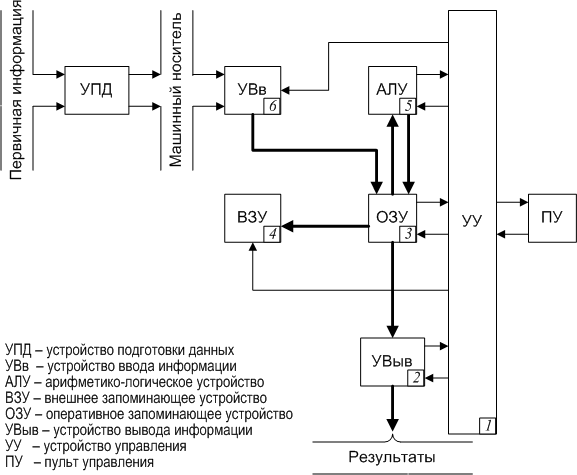 Первичная информация
УПД
Машинный носитель
УВв
6
АЛУ
5
ВЗУ
4
ОЗУ
3
УУ
ПУ
УВыв
2
1
УПД – устройство подготовки данных
УВв – устройство ввода информации
АЛУ – арифметико-логическое устройство
ВЗУ – внешнее запоминающее устройство
ОЗУ – оперативное запоминающее устройство
УВыв – устройство вывода информации
УУ – устройство управления
ПУ – пульт управления
Результаты